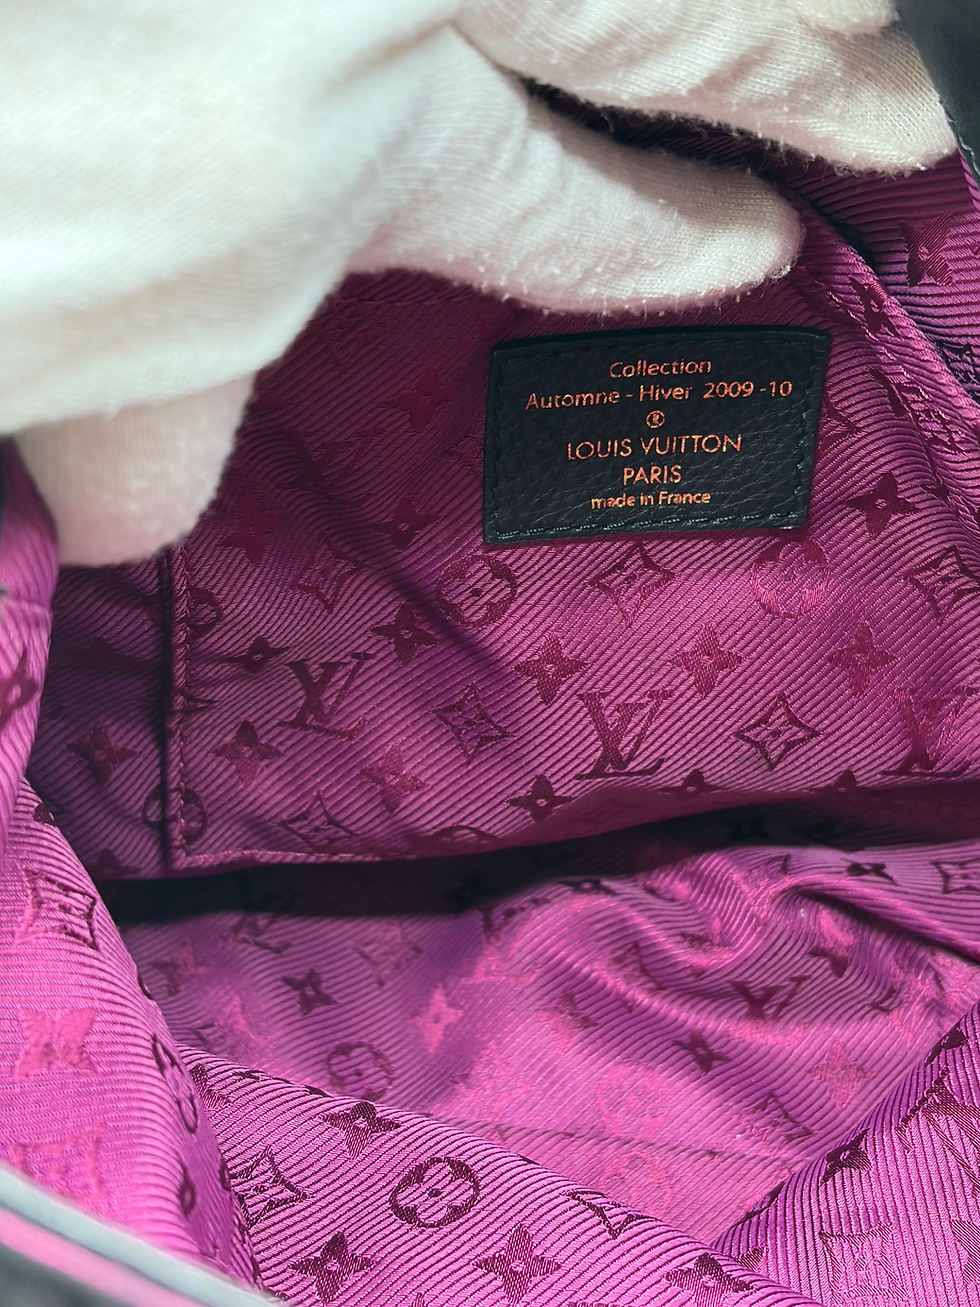 Collection
Automne - Hiver 2009 -10
®
LOUIS VUITTON
PARIS
made in France